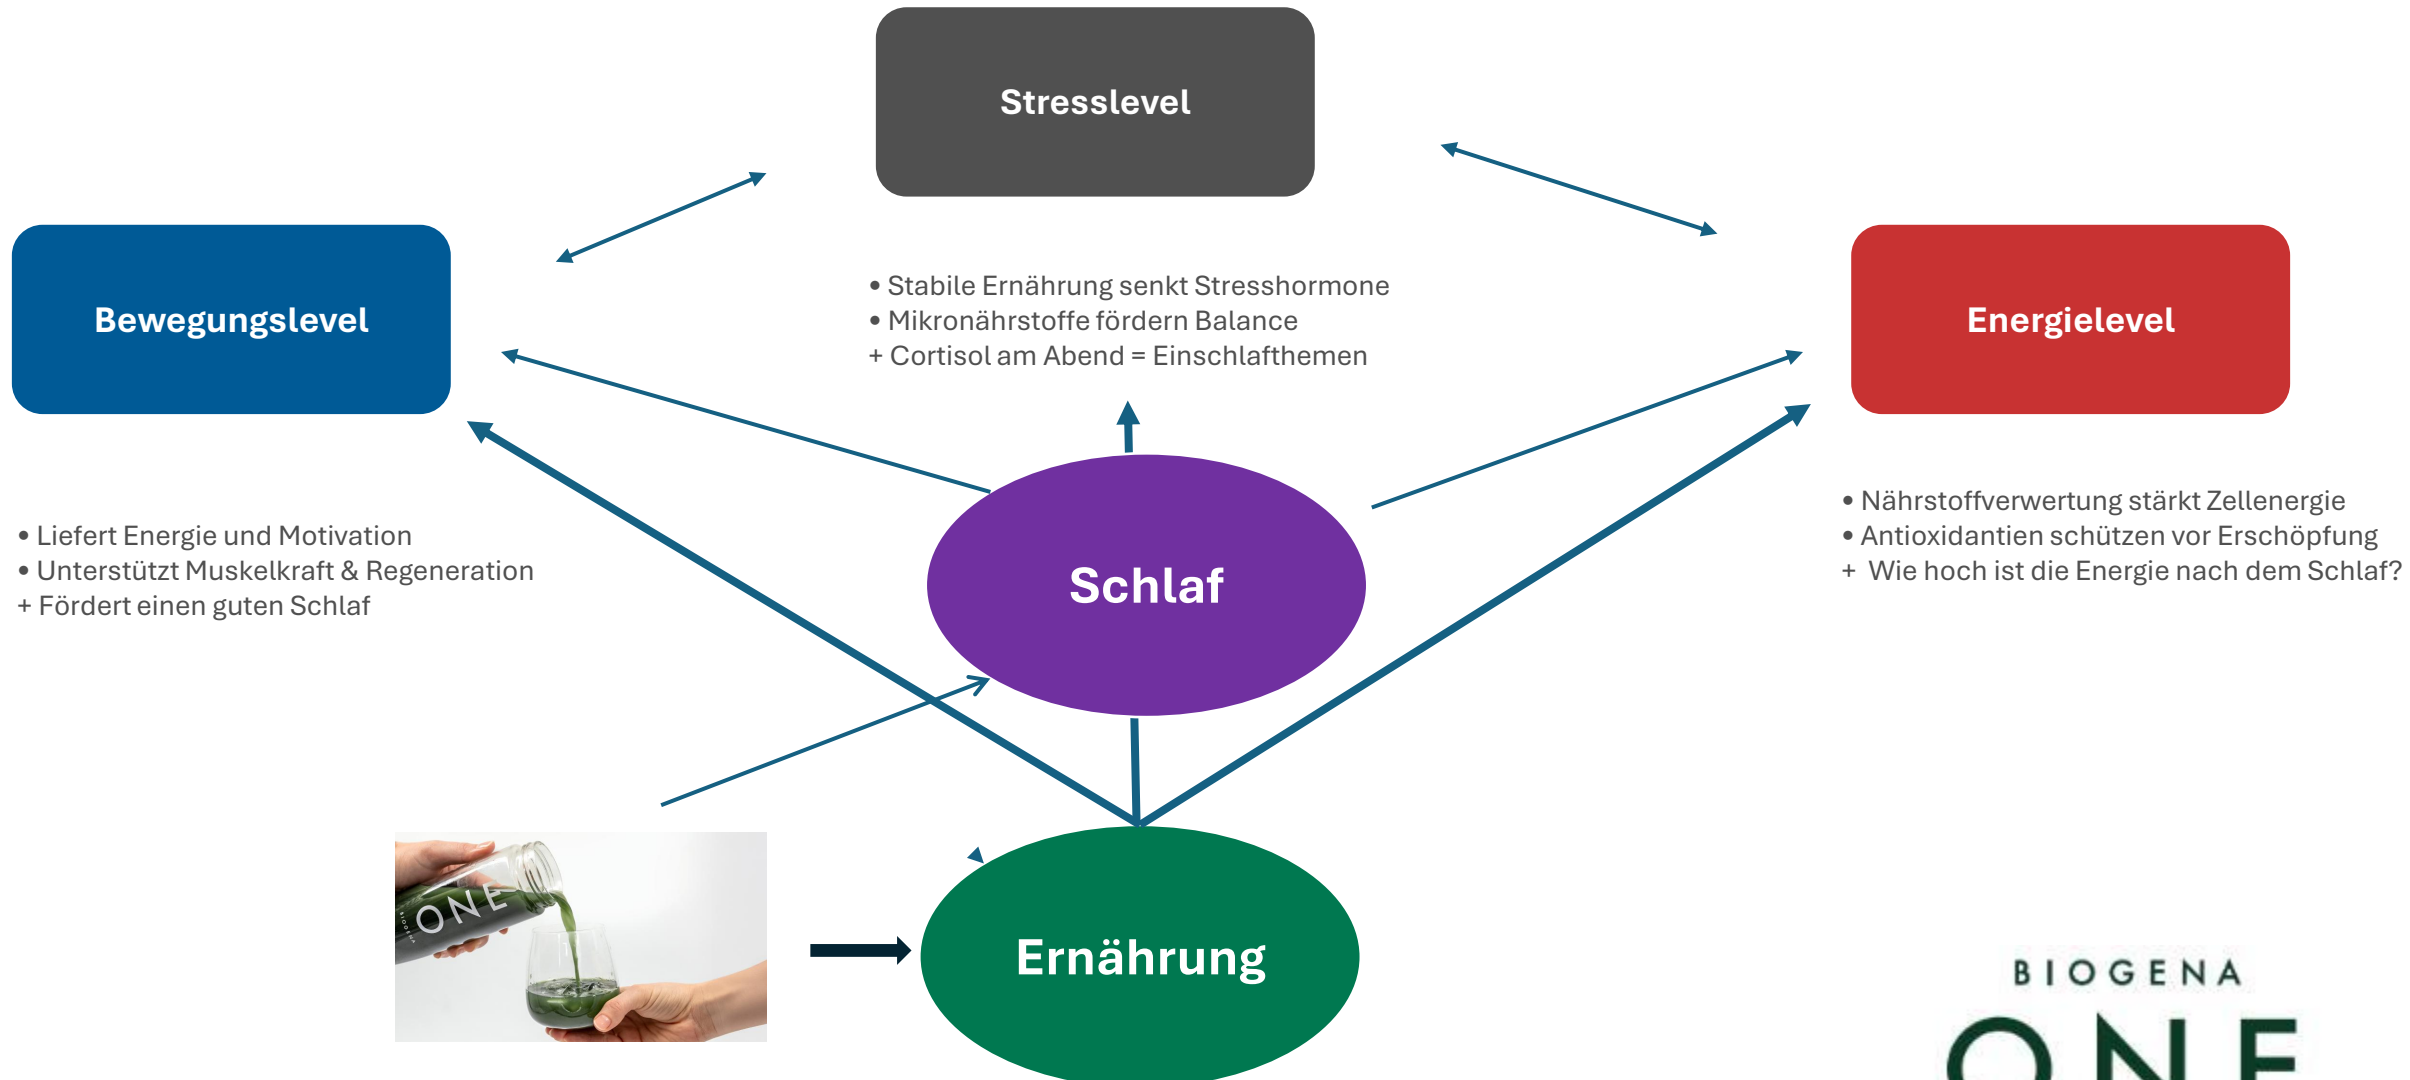 Stresslevel
Bewegungslevel
Energielevel
• Stabile Ernährung senkt Stresshormone
• Mikronährstoffe fördern Balance
+ Cortisol am Abend = Einschlafthemen
• Liefert Energie und Motivation
• Unterstützt Muskelkraft & Regeneration
+ Fördert einen guten Schlaf
• Nährstoffverwertung stärkt Zellenergie
• Antioxidantien schützen vor Erschöpfung
+ Wie hoch ist die Energie nach dem Schlaf?
Schlaf
BIOGENA
ONE
Ernährung
BIOGENA
ONE